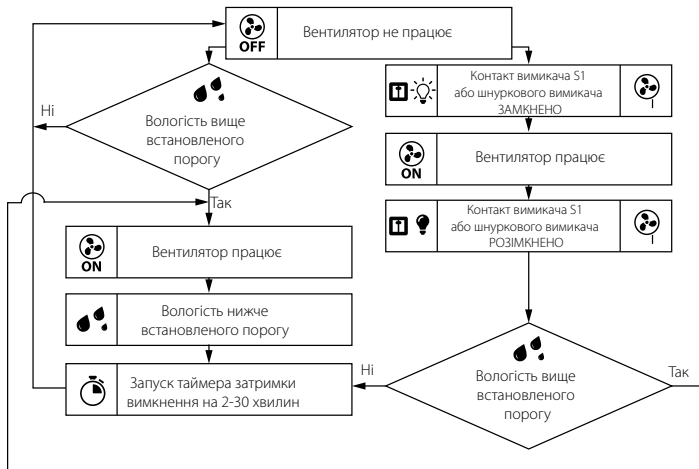 OFF
Вентилятор не працює
Ні
Вологість вище
встановленого
порогу
Так
ON
Вентилятор працює
Вологість нижче
встановленого порогу
Запуск таймера затримки
вимкнення на 2-30 хвилин
Контакт вимикача S1
або шнуркового вимикача
ЗАМКНЕНО
ON
Вентилятор працює
Контакт вимикача S1
або шнуркового вимикача
РОЗІМКНЕНО
Ні
Вологість вище
встановленого
порогу
Так